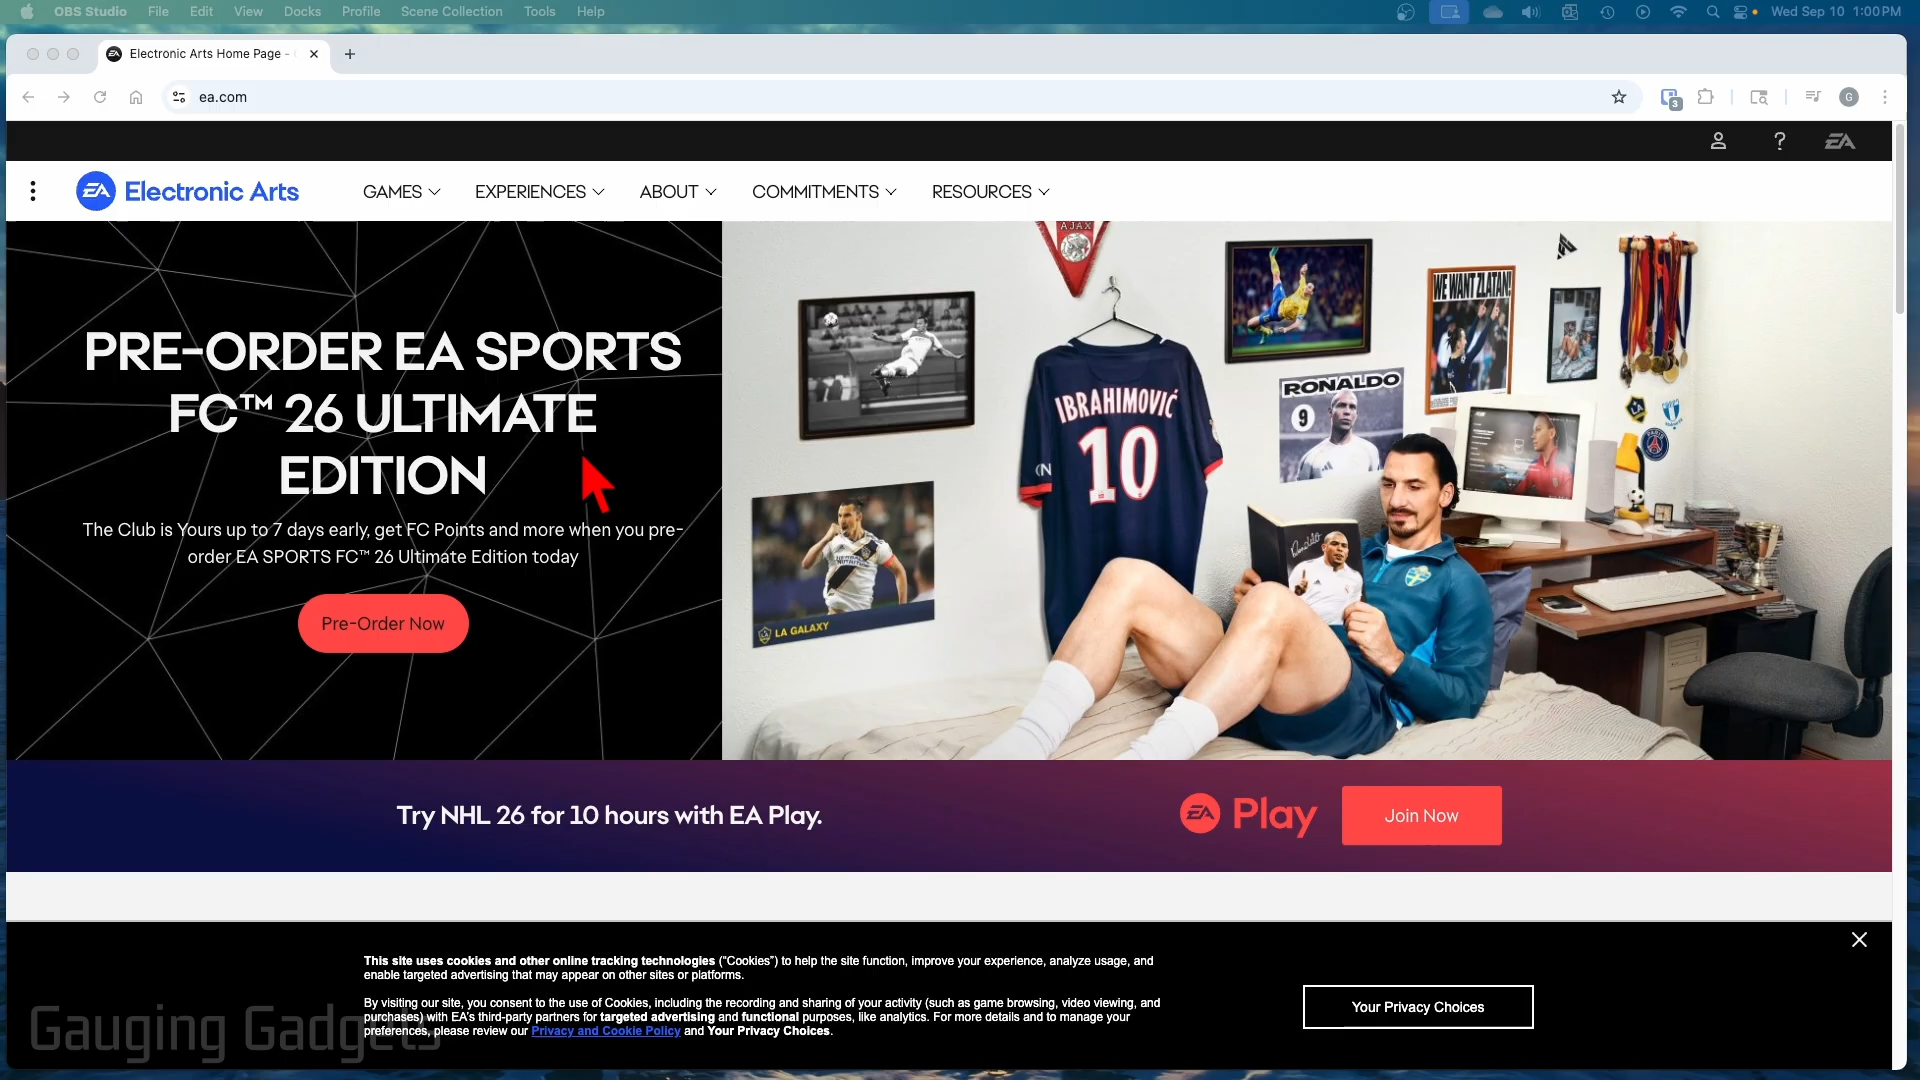 OBS Studio File Edit View Docks Profile Scene Collection Tools Help Wed Sep 10 1:00 PM
Electronic Arts Home Page -
ea.com
3
G
EA
EA Electronic Arts GAMES EXPERIENCES ABOUT COMMITMENTS RESOURCES
PRE-ORDER EA SPORTS
FC™ 26 ULTIMATE
EDITION
The Club is Yours up to 7 days early, get FC Points and more when you pre-
order EA SPORTS FC™ 26 Ultimate Edition today
Pre-Order Now
AJAX
WE WANT ZLATAN!
RONALDO
9
IBRAHIMOVIĆ
10
LA
PARIS
LA GALAXY
Try NHL 26 for 10 hours with EA Play.
EA Play
Join Now
This site uses cookies and other online tracking technologies ("Cookies") to help the site function, improve your experience, analyze usage, and
enable targeted advertising that may appear on other sites or platforms.
By visiting our site, you consent to the use of Cookies, including the recording and sharing of your activity (such as game browsing, video viewing, and
purchases) with EA's third-party partners for targeted advertising and functional purposes, like analytics. For more details and to manage your
preferences, please review our Privacy and Cookie Policy and Your Privacy Choices.
Your Privacy Choices
Gauging Gadgets